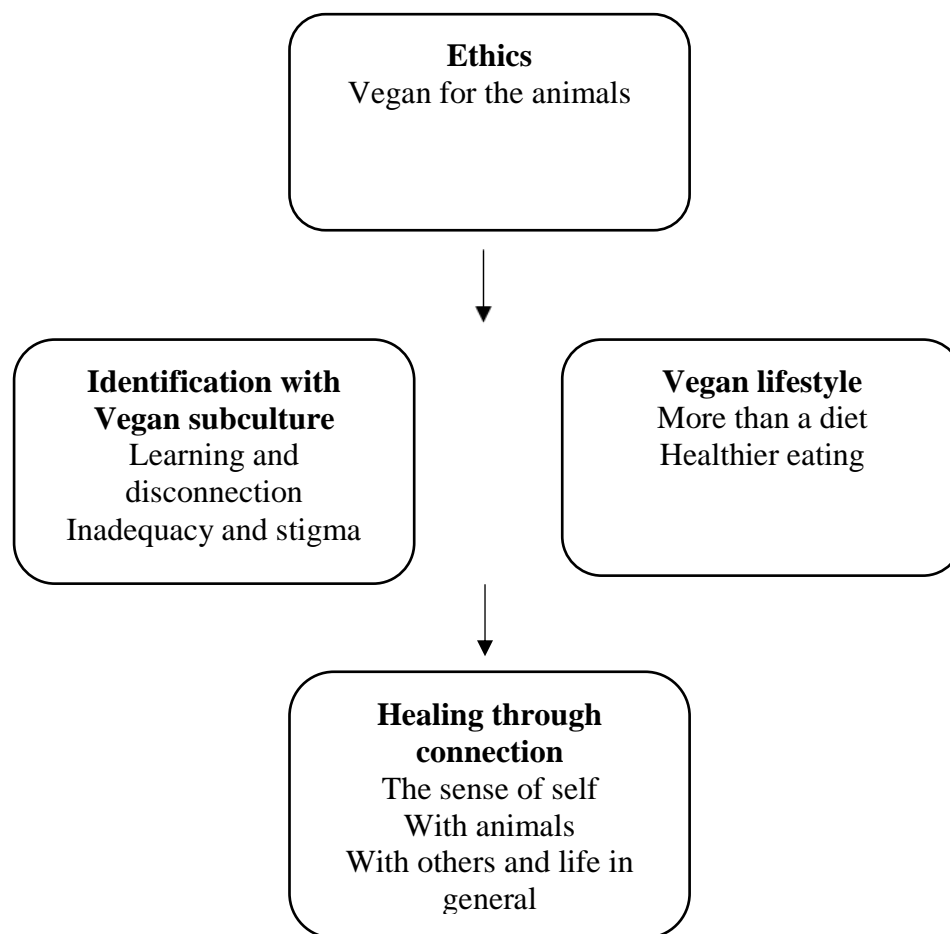 Ethics
Vegan for the animals
Identification with
Vegan subculture
Learning and
disconnection
Inadequacy and stigma
Vegan lifestyle
More than a diet
Healthier eating
Healing through
connection
The sense of self
With animals
With others and life in
general